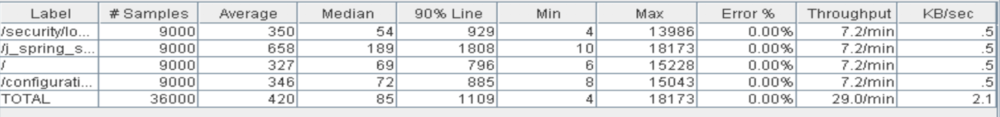 Label # Samples Average Median 90% Line Min Max Error % Throughput KB/sec
/security/lo... 9000 350 54 929 4 13986 0.00% 7.2/min .5
/j_spring_s... 9000 658 189 1808 10 18173 0.00% 7.2/min .5
/ 9000 327 69 796 6 15228 0.00% 7.2/min .5
/configurati... 9000 346 72 885 8 15043 0.00% 7.2/min .5
TOTAL 36000 420 85 1109 4 18173 0.00% 29.0/min 2.1